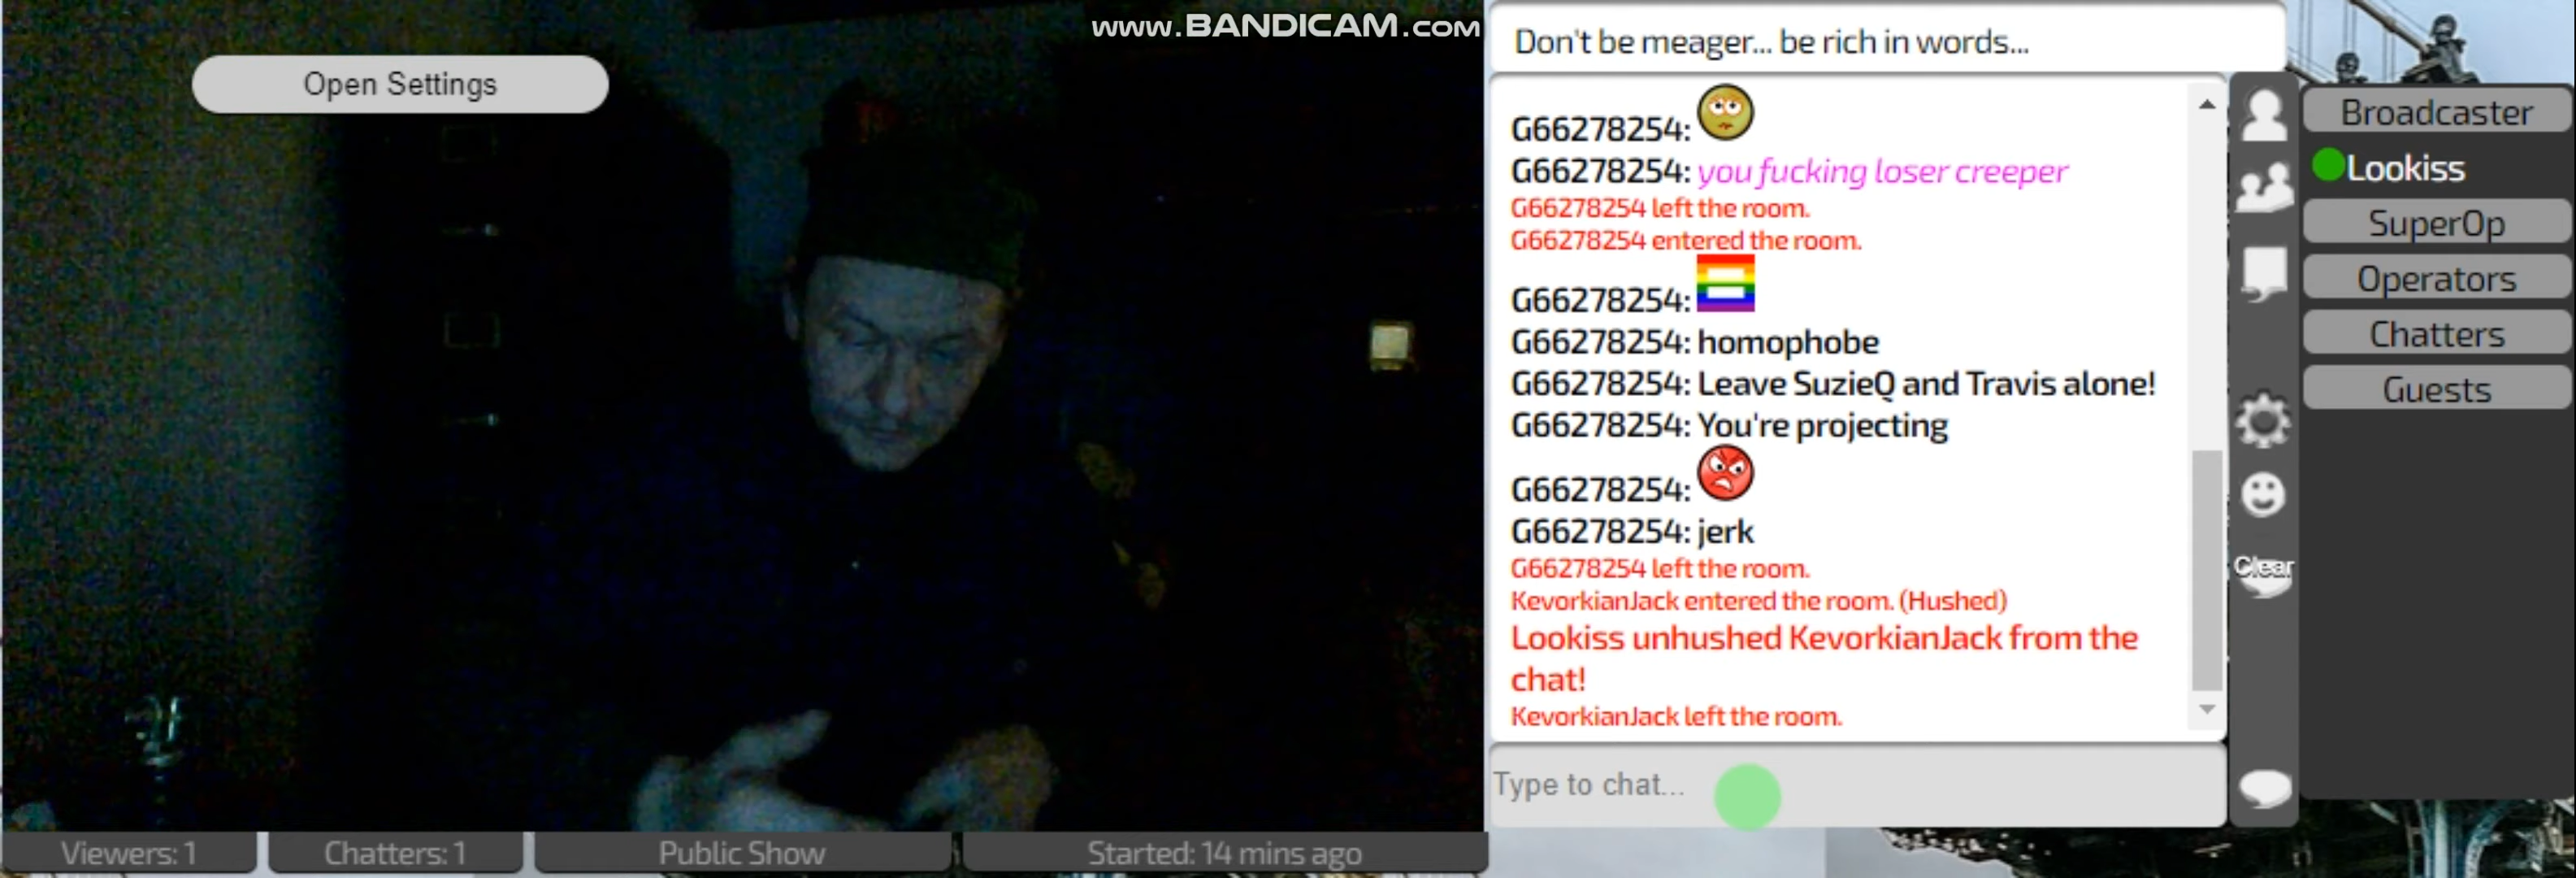 www.BANDICAM.com
Open Settings
Don't be meager... be rich in words...
G66278254:
G66278254: you fucking loser creeper
G66278254 left the room.
G66278254 entered the room.
G66278254:
G66278254: homophobe
G66278254: Leave SuzieQ and Travis alone!
G66278254: You're projecting
G66278254:
G66278254: jerk
G66278254 left the room.
KevorkianJack entered the room. (Hushed)
Lookiss unhushed KevorkianJack from the
chat!
KevorkianJack left the room.
Type to chat...
Clear
Broadcaster
Lookiss
SuperOp
Operators
Chatters
Guests
Viewers: 1
Chatters: 1
Public Show
Started: 14 mins ago